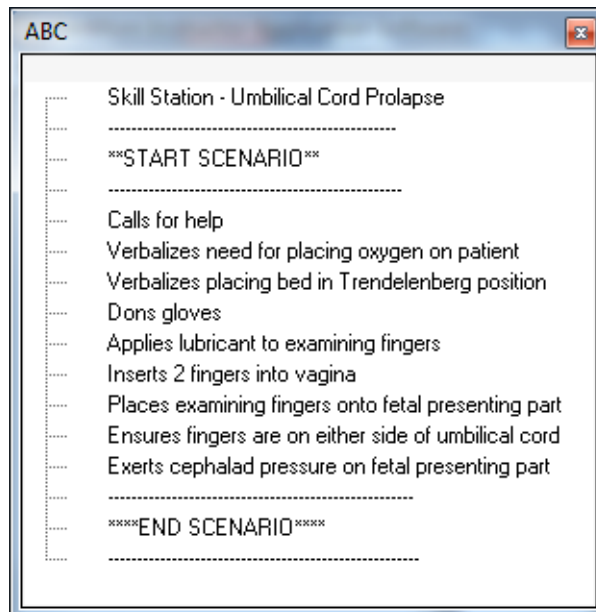 ABC
Skill Station - Umbilical Cord Prolapse
--------------------------------------------------
**START SCENARIO**
---------------------------------------------------
Calls for help
Verbalizes need for placing oxygen on patient
Verbalizes placing bed in Trendelenberg position
Dons gloves
Applies lubricant to examining fingers
Inserts 2 fingers into vagina
Places examining fingers onto fetal presenting part
Ensures fingers are on either side of umbilical cord
Exerts cephalad pressure on fetal presenting part
-----------------------------------------------------
****END SCENARIO****
------------------------------------------------------